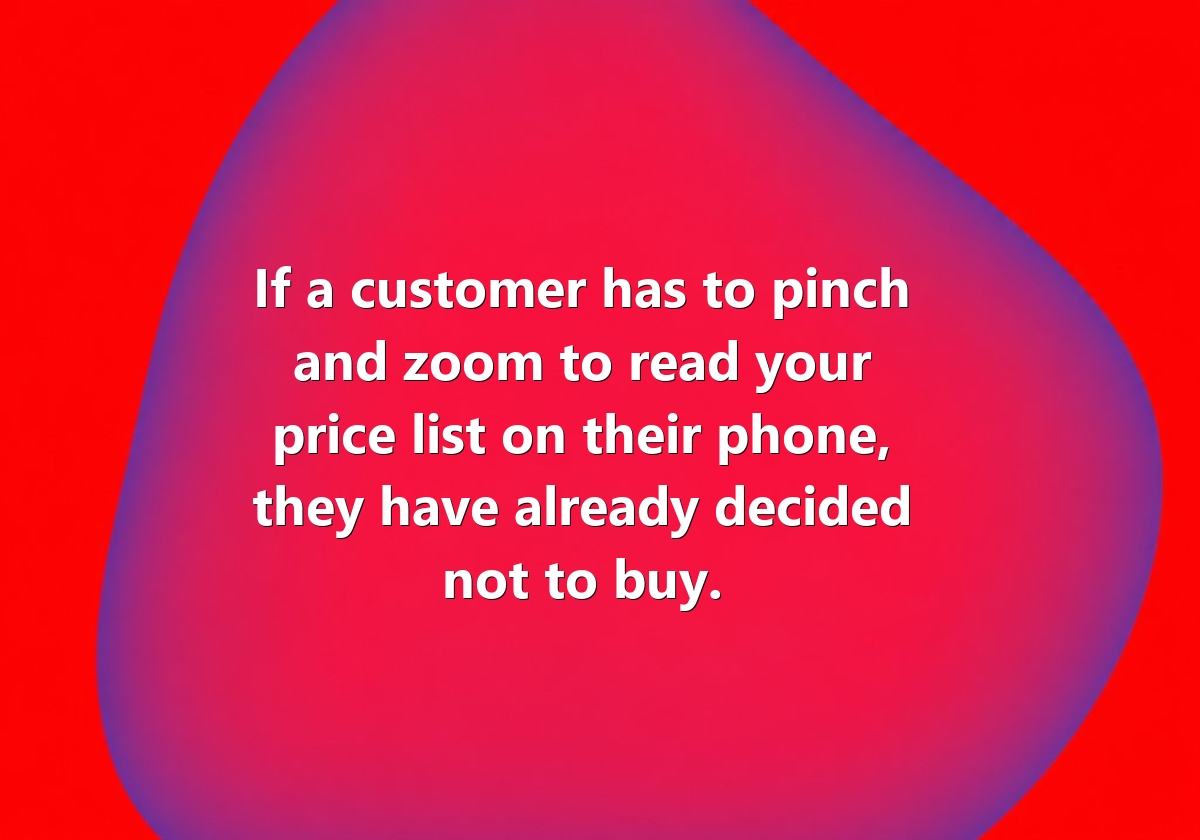 If a customer has to pinch
and zoom to read your
price list on their phone,
they have already decided
not to buy.